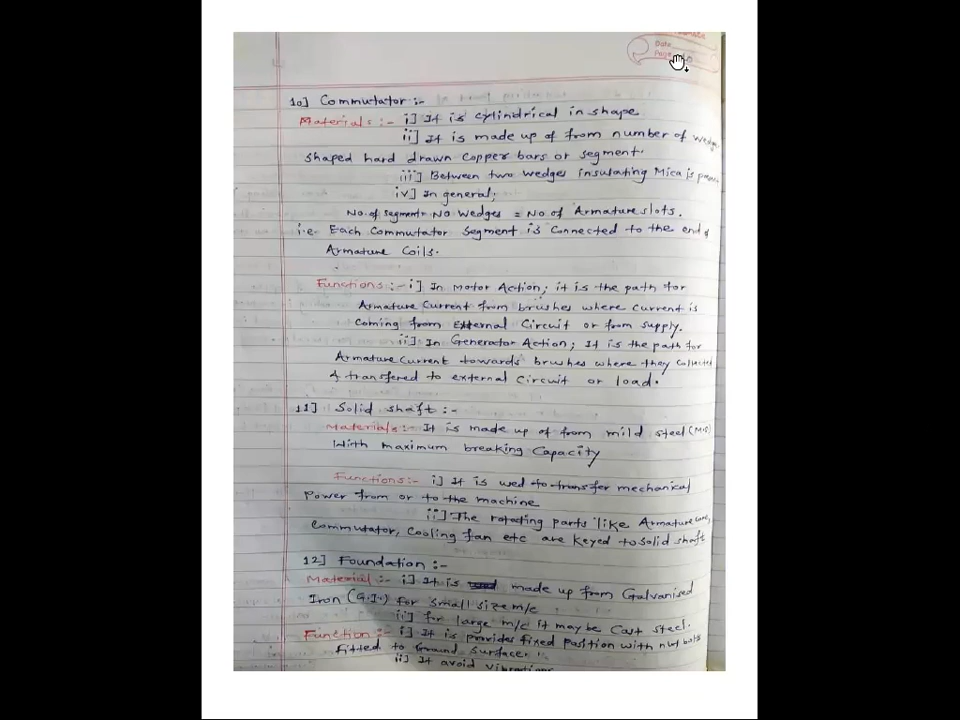 Date
Page
10] Commutator :-
Materials :- i] It is cylindrical in shape
ii] It is made up of from number of wedge
shaped hard drawn copper bars or segment.
iii] Between two wedges insulating Mica is
iv] In general;
No. of segment = No wedges = No of Armature slots.
i.e. Each Commutator segment is connected to the end of
Armature Coils.
Functions :- i] In Motor Action; it is the path for
Armature Current from brushes where current is
coming from External Circuit or from supply.
ii] In Generator Action; It is the path for
Armature Current towards brushes where they collected
& transfered to external circuit or load.
11] Solid shaft :-
Materials :- It is made up of from mild steel (M.S)
With maximum breaking Capacity
Functions :- i] It is used to transfer mechanical
power from or to the machine
ii] The rotating parts like Armature core,
Commutator, Cooling fan etc are keyed to solid shaft
12] Foundation :-
Material :- i] It is made up from Galvanised
Iron (G.I.) for small size m/c
ii] for large m/c it may be Cast steel.
Function :- i] It is provides fixed position with nut bolts
fitted to Ground surface.
ii] It avoid vibrations